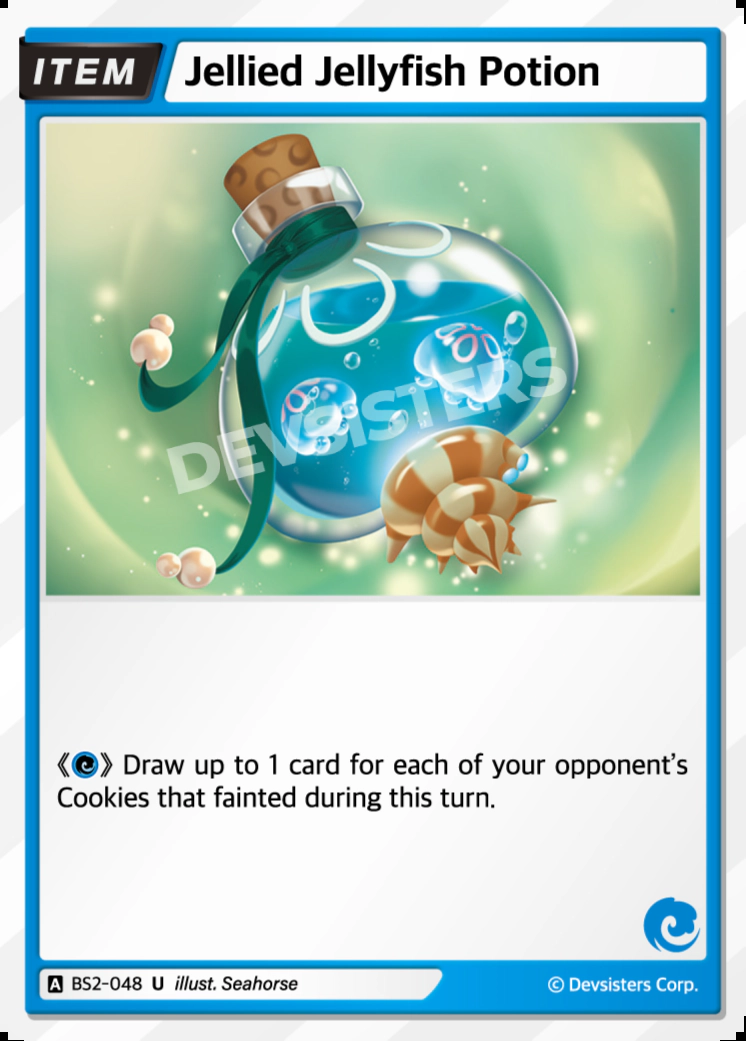 ITEM
Jellied Jellyfish Potion
DEVSISTERS
《 》 Draw up to 1 card for each of your opponent's
Cookies that fainted during this turn.
A BS2-048 U illust. Seahorse
© Devsisters Corp.